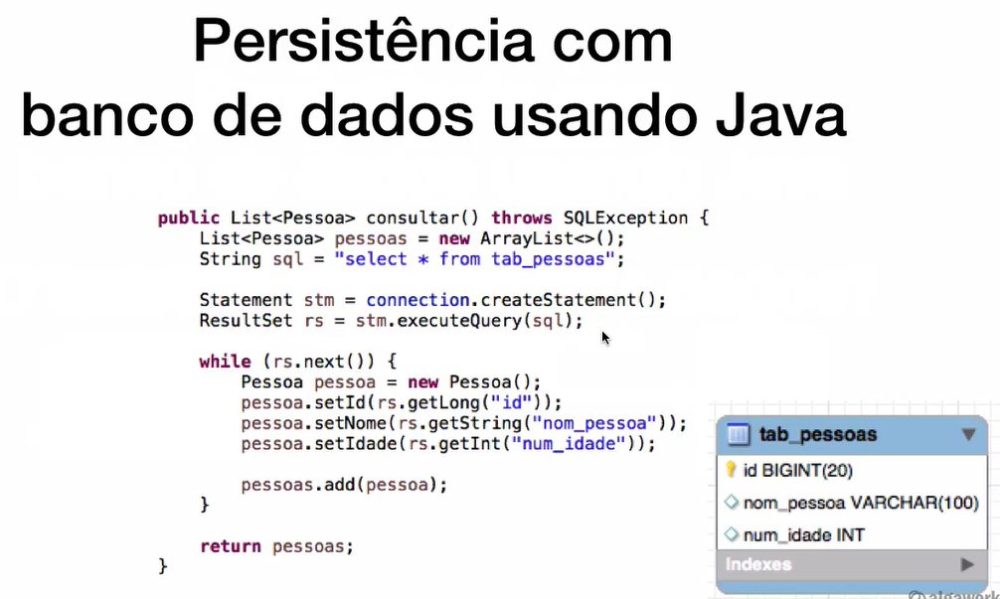 Persistência com
banco de dados usando Java
public List<Pessoa> consultar() throws SQLException {
List<Pessoa> pessoas = new ArrayList<>();
String sql = "select * from tab_pessoas";
Statement stm = connection.createStatement();
ResultSet rs = stm.executeQuery(sql);
while (rs.next()) {
Pessoa pessoa = new Pessoa();
pessoa.setId(rs.getLong("id"));
pessoa.setNome(rs.getString("nom_pessoa"));
pessoa.setIdade(rs.getInt("num_idade"));
pessoas.add(pessoa);
}
return pessoas;
}
tab_pessoas
id BIGINT(20)
nom_pessoa VARCHAR(100)
num_idade INT
Indexes